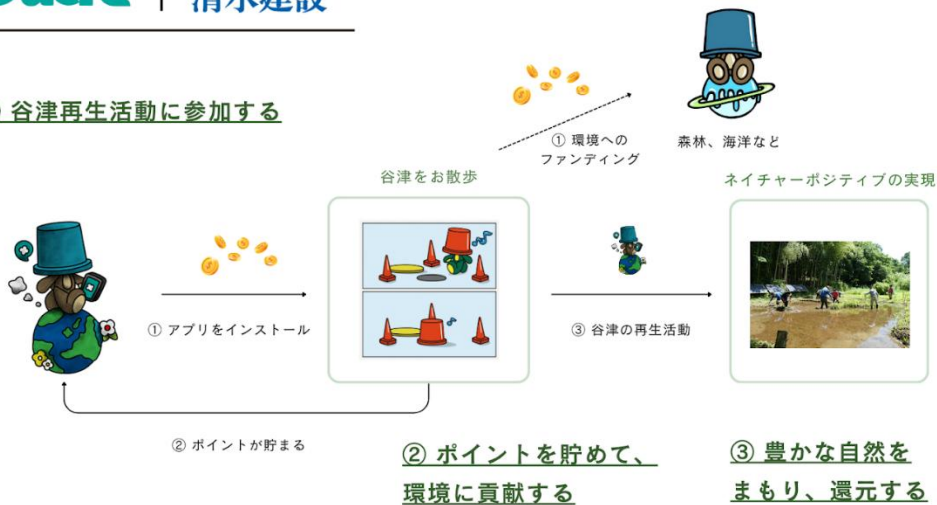 清水建設
谷津再生活動に参加する
① 環境への
ファンディング
森林、海洋など
谷津をお散歩
ネイチャーポジティブの実現
① アプリをインストール
③ 谷津の再生活動
② ポイントが貯まる
② ポイントを貯めて、
環境に貢献する
③ 豊かな自然を
まもり、還元する